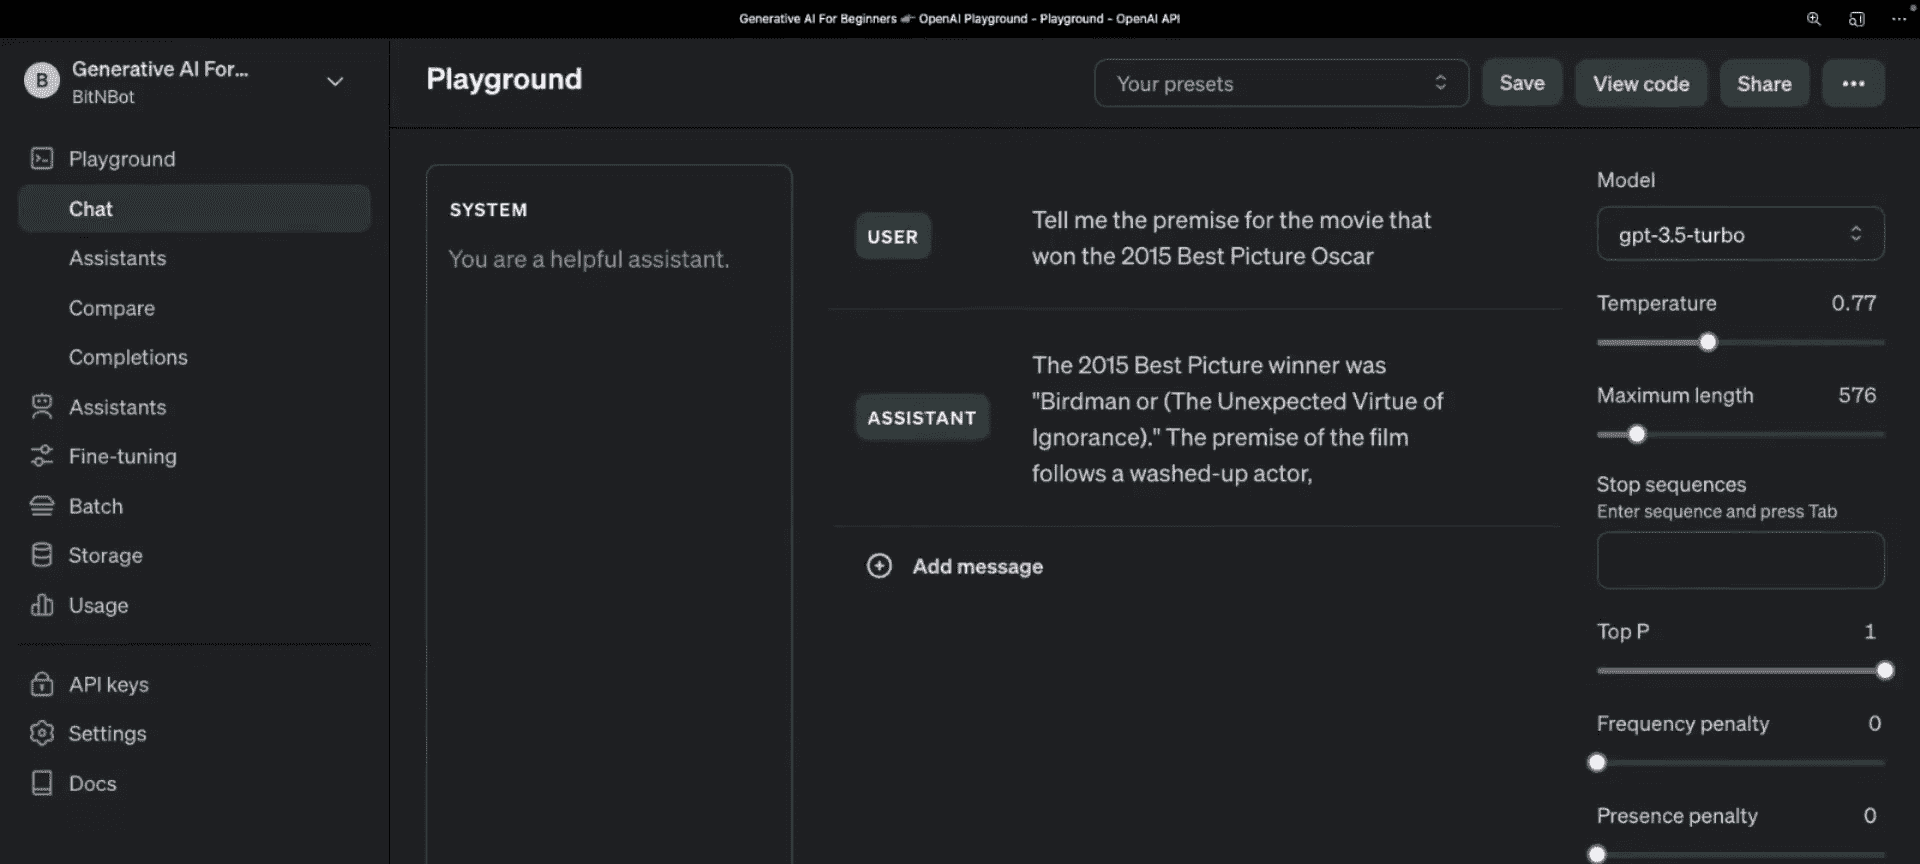 Generative AI For Beginners
OpenAI Playground - Playground - OpenAI API
B
Generative AI For...
BitNBot
Playground
Chat
Assistants
Compare
Completions
Assistants
Fine-tuning
Batch
Storage
Usage
API keys
Settings
Docs
Playground
Your presets
Save
View code
Share
SYSTEM
You are a helpful assistant.
USER
Tell me the premise for the movie that
won the 2015 Best Picture Oscar
ASSISTANT
The 2015 Best Picture winner was
"Birdman or (The Unexpected Virtue of
Ignorance)." The premise of the film
follows a washed-up actor,
Add message
Model
gpt-3.5-turbo
Temperature 0.77
Maximum length 576
Stop sequences
Enter sequence and press Tab
Top P 1
Frequency penalty 0
Presence penalty 0